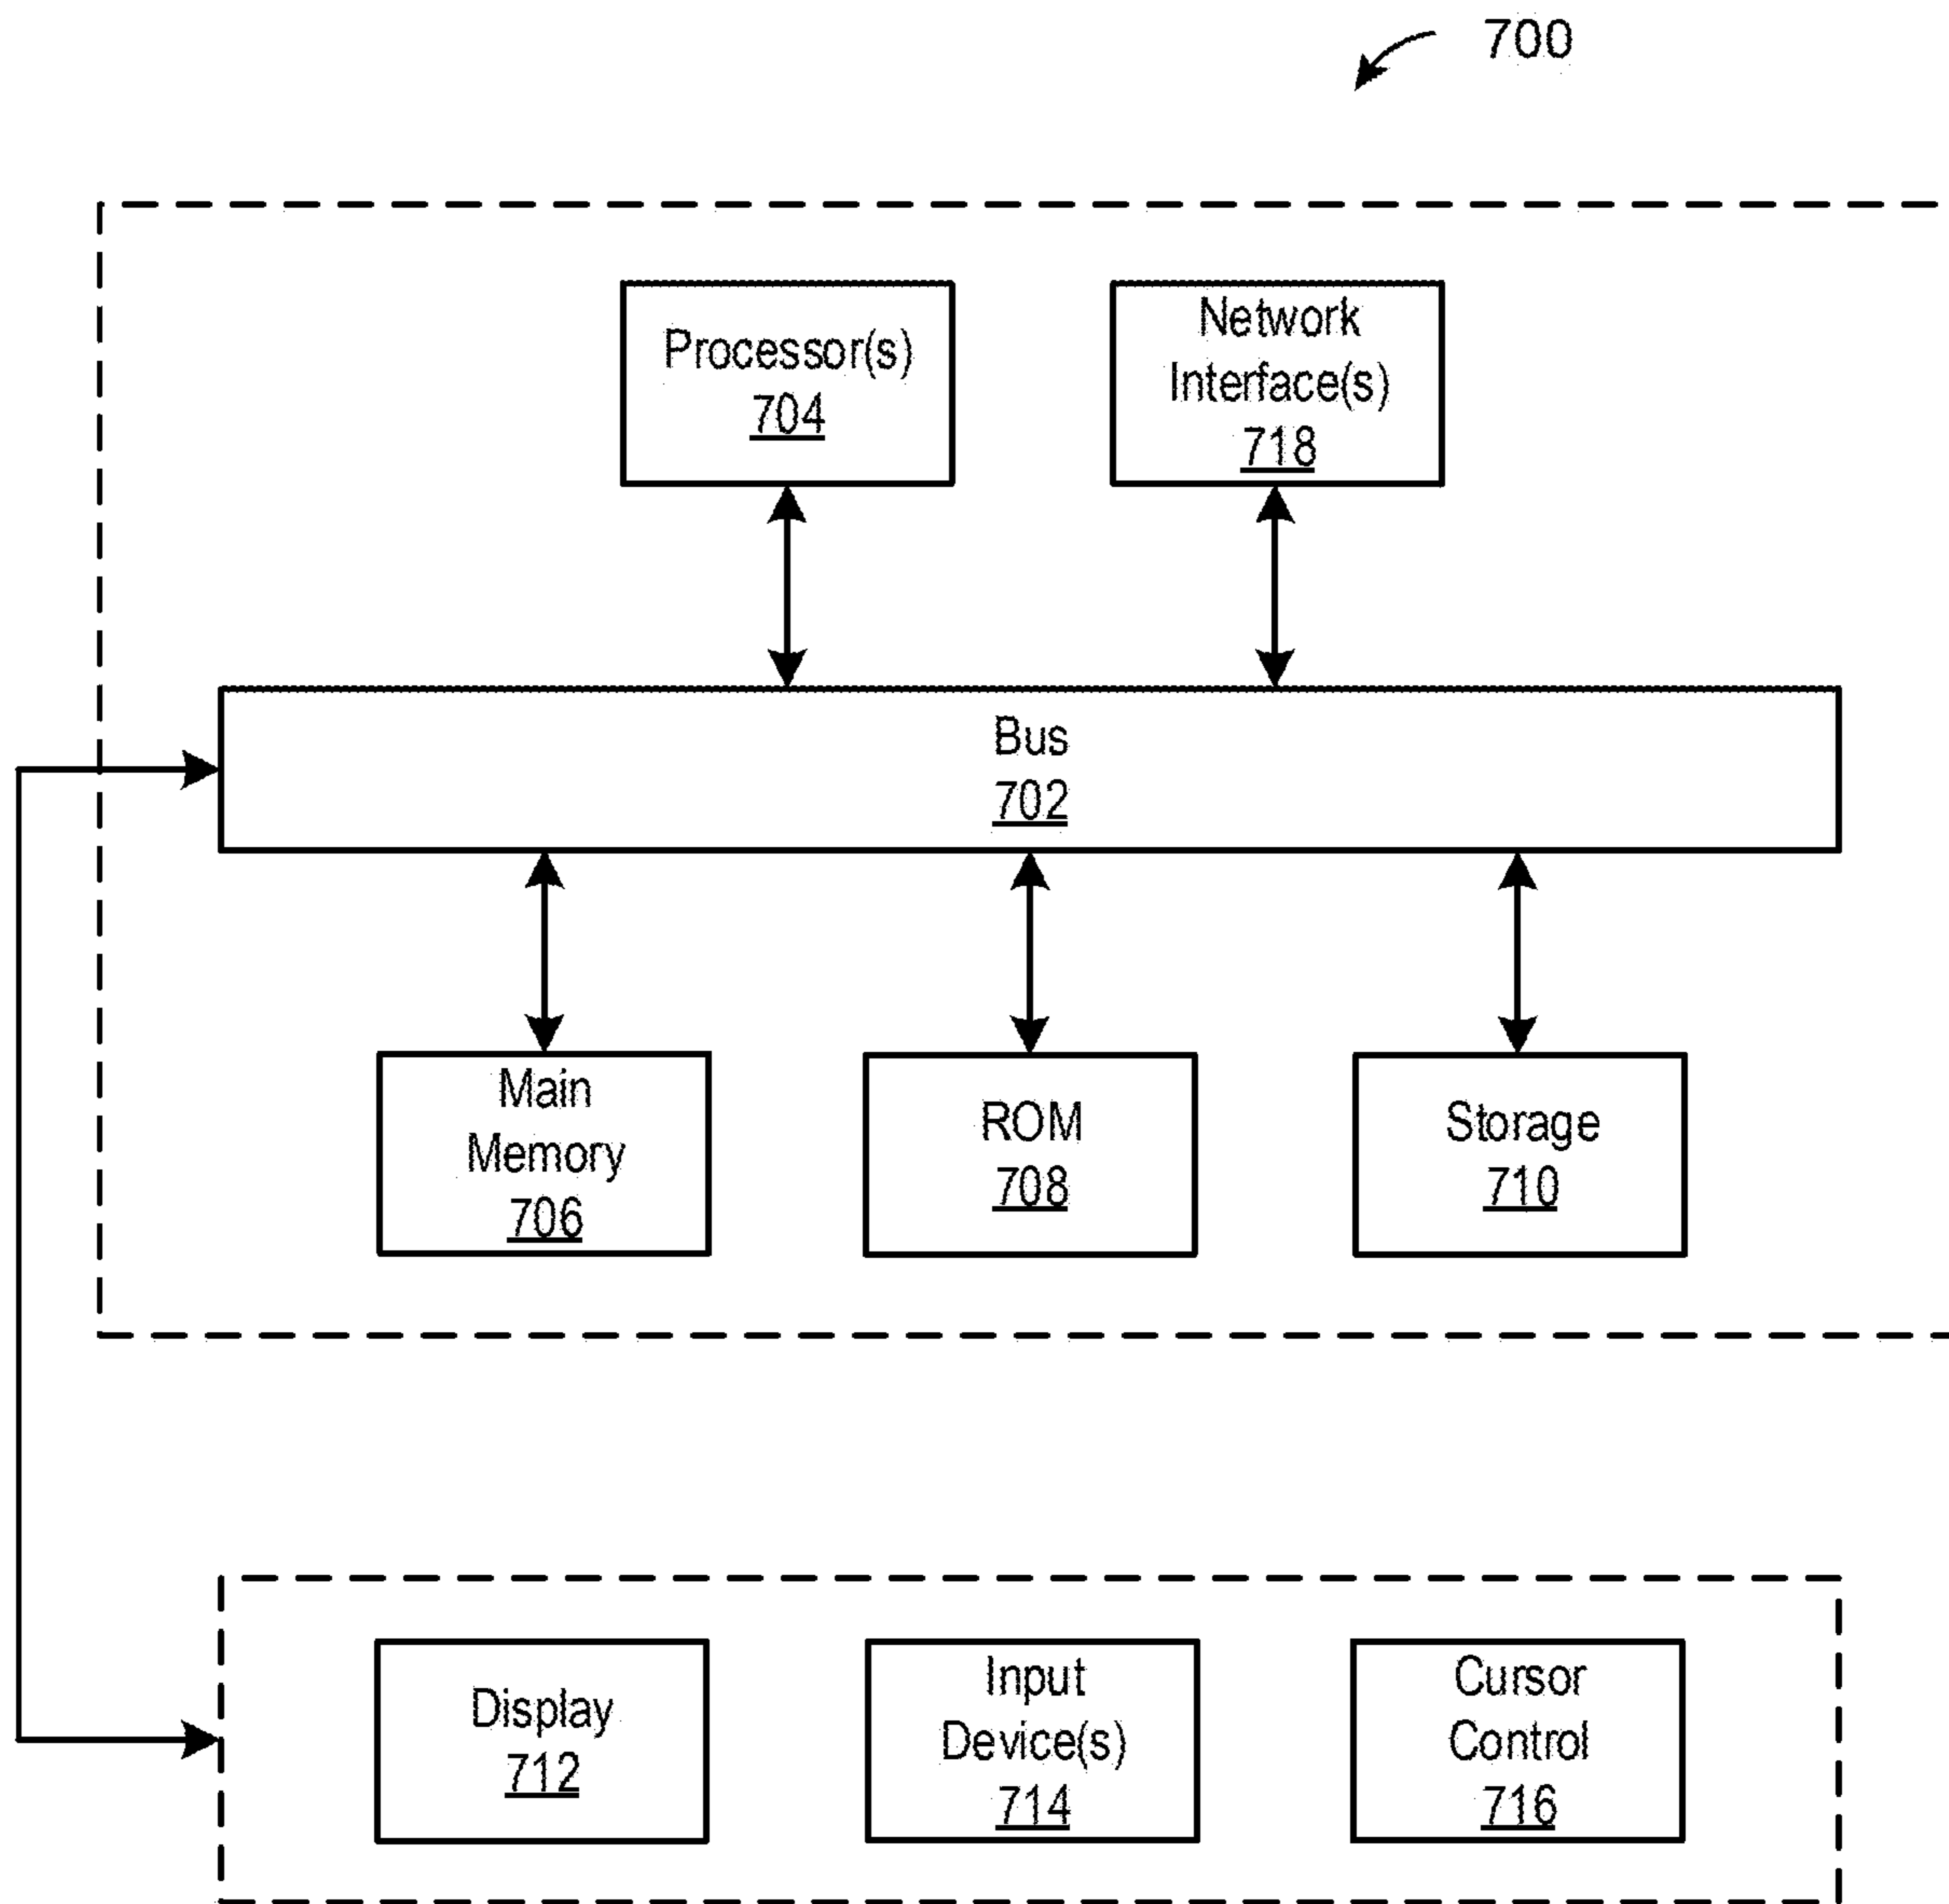 700
Processor(s)
704
Network
Interface(s)
718
Bus
702
Main
Memory
706
ROM
708
Storage
710
Display
712
Input
Device(s)
714
Cursor
Control
716